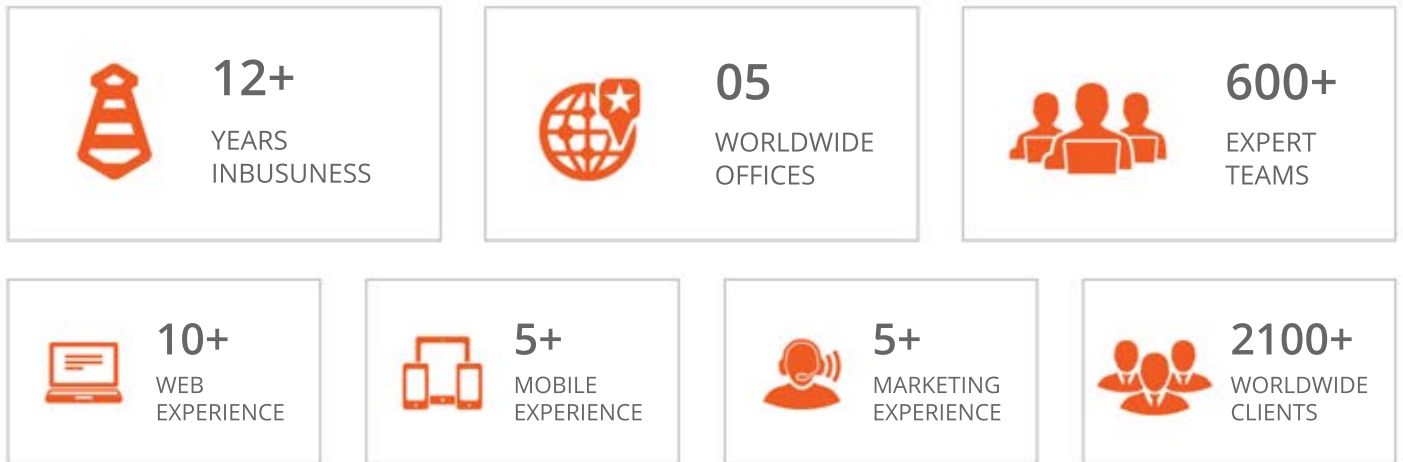 12+
YEARS
INBUSUNESS
05
WORLDWIDE
OFFICES
600+
EXPERT
TEAMS
10+
WEB
EXPERIENCE
5+
MOBILE
EXPERIENCE
5+
MARKETING
EXPERIENCE
2100+
WORLDWIDE
CLIENTS